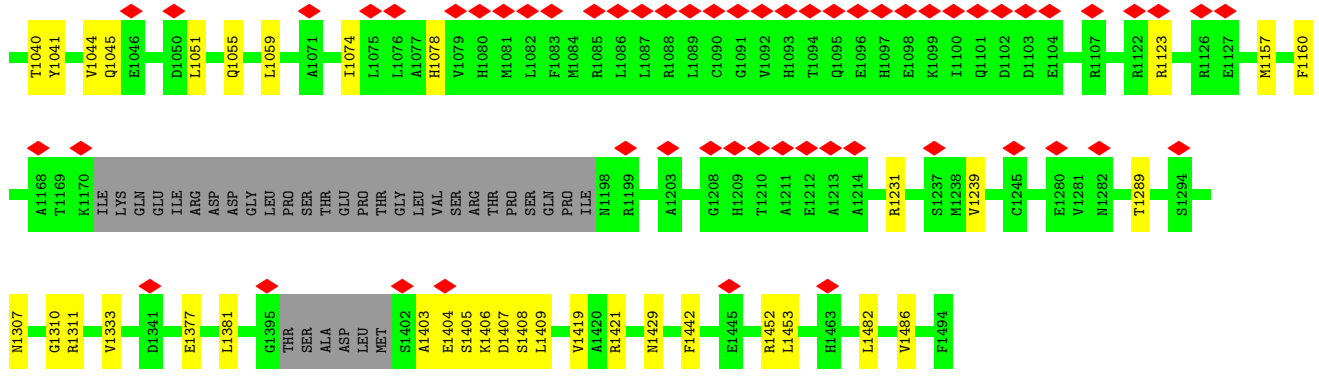 T1040 Y1041 V1044 Q1045 E1046 D1050 L1051 Q1055 L1059 A1071 I1074 L1075 L1076 A1077 H1078 V1079 H1080 M1081 L1082 F1083 M1084 R1085 L1086 L1087 R1088 L1089 C1090 G1091 V1092 H1093 T1094 Q1095 E1096 H1097 E1098 K1099 I1100 Q1101 D1102 D1103 E1104 R1107 R1122 R1123 R1126 E1127 M1157 F1160
A1168 T1169 K1170 ILE LYS GLN GLU ILE ARG ASP ASP GLY LEU PRO SER THR GLU PRO THR GLY LEU VAL SER ARG THR PRO SER GLN PRO ILE N1198 R1199 A1203 G1208 H1209 T1210 A1211 E1212 A1213 A1214 R1231 S1237 M1238 V1239 C1245 E1280 V1281 N1282 T1289 S1294
N1307 G1310 R1311 V1333 D1341 E1377 L1381 G1395 THR SER ALA ASP LEU MET S1402 A1403 E1404 S1405 K1406 D1407 S1408 L1409 V1419 A1420 R1421 N1429 F1442 E1445 R1452 L1453 H1463 L1482 V1486 F1494